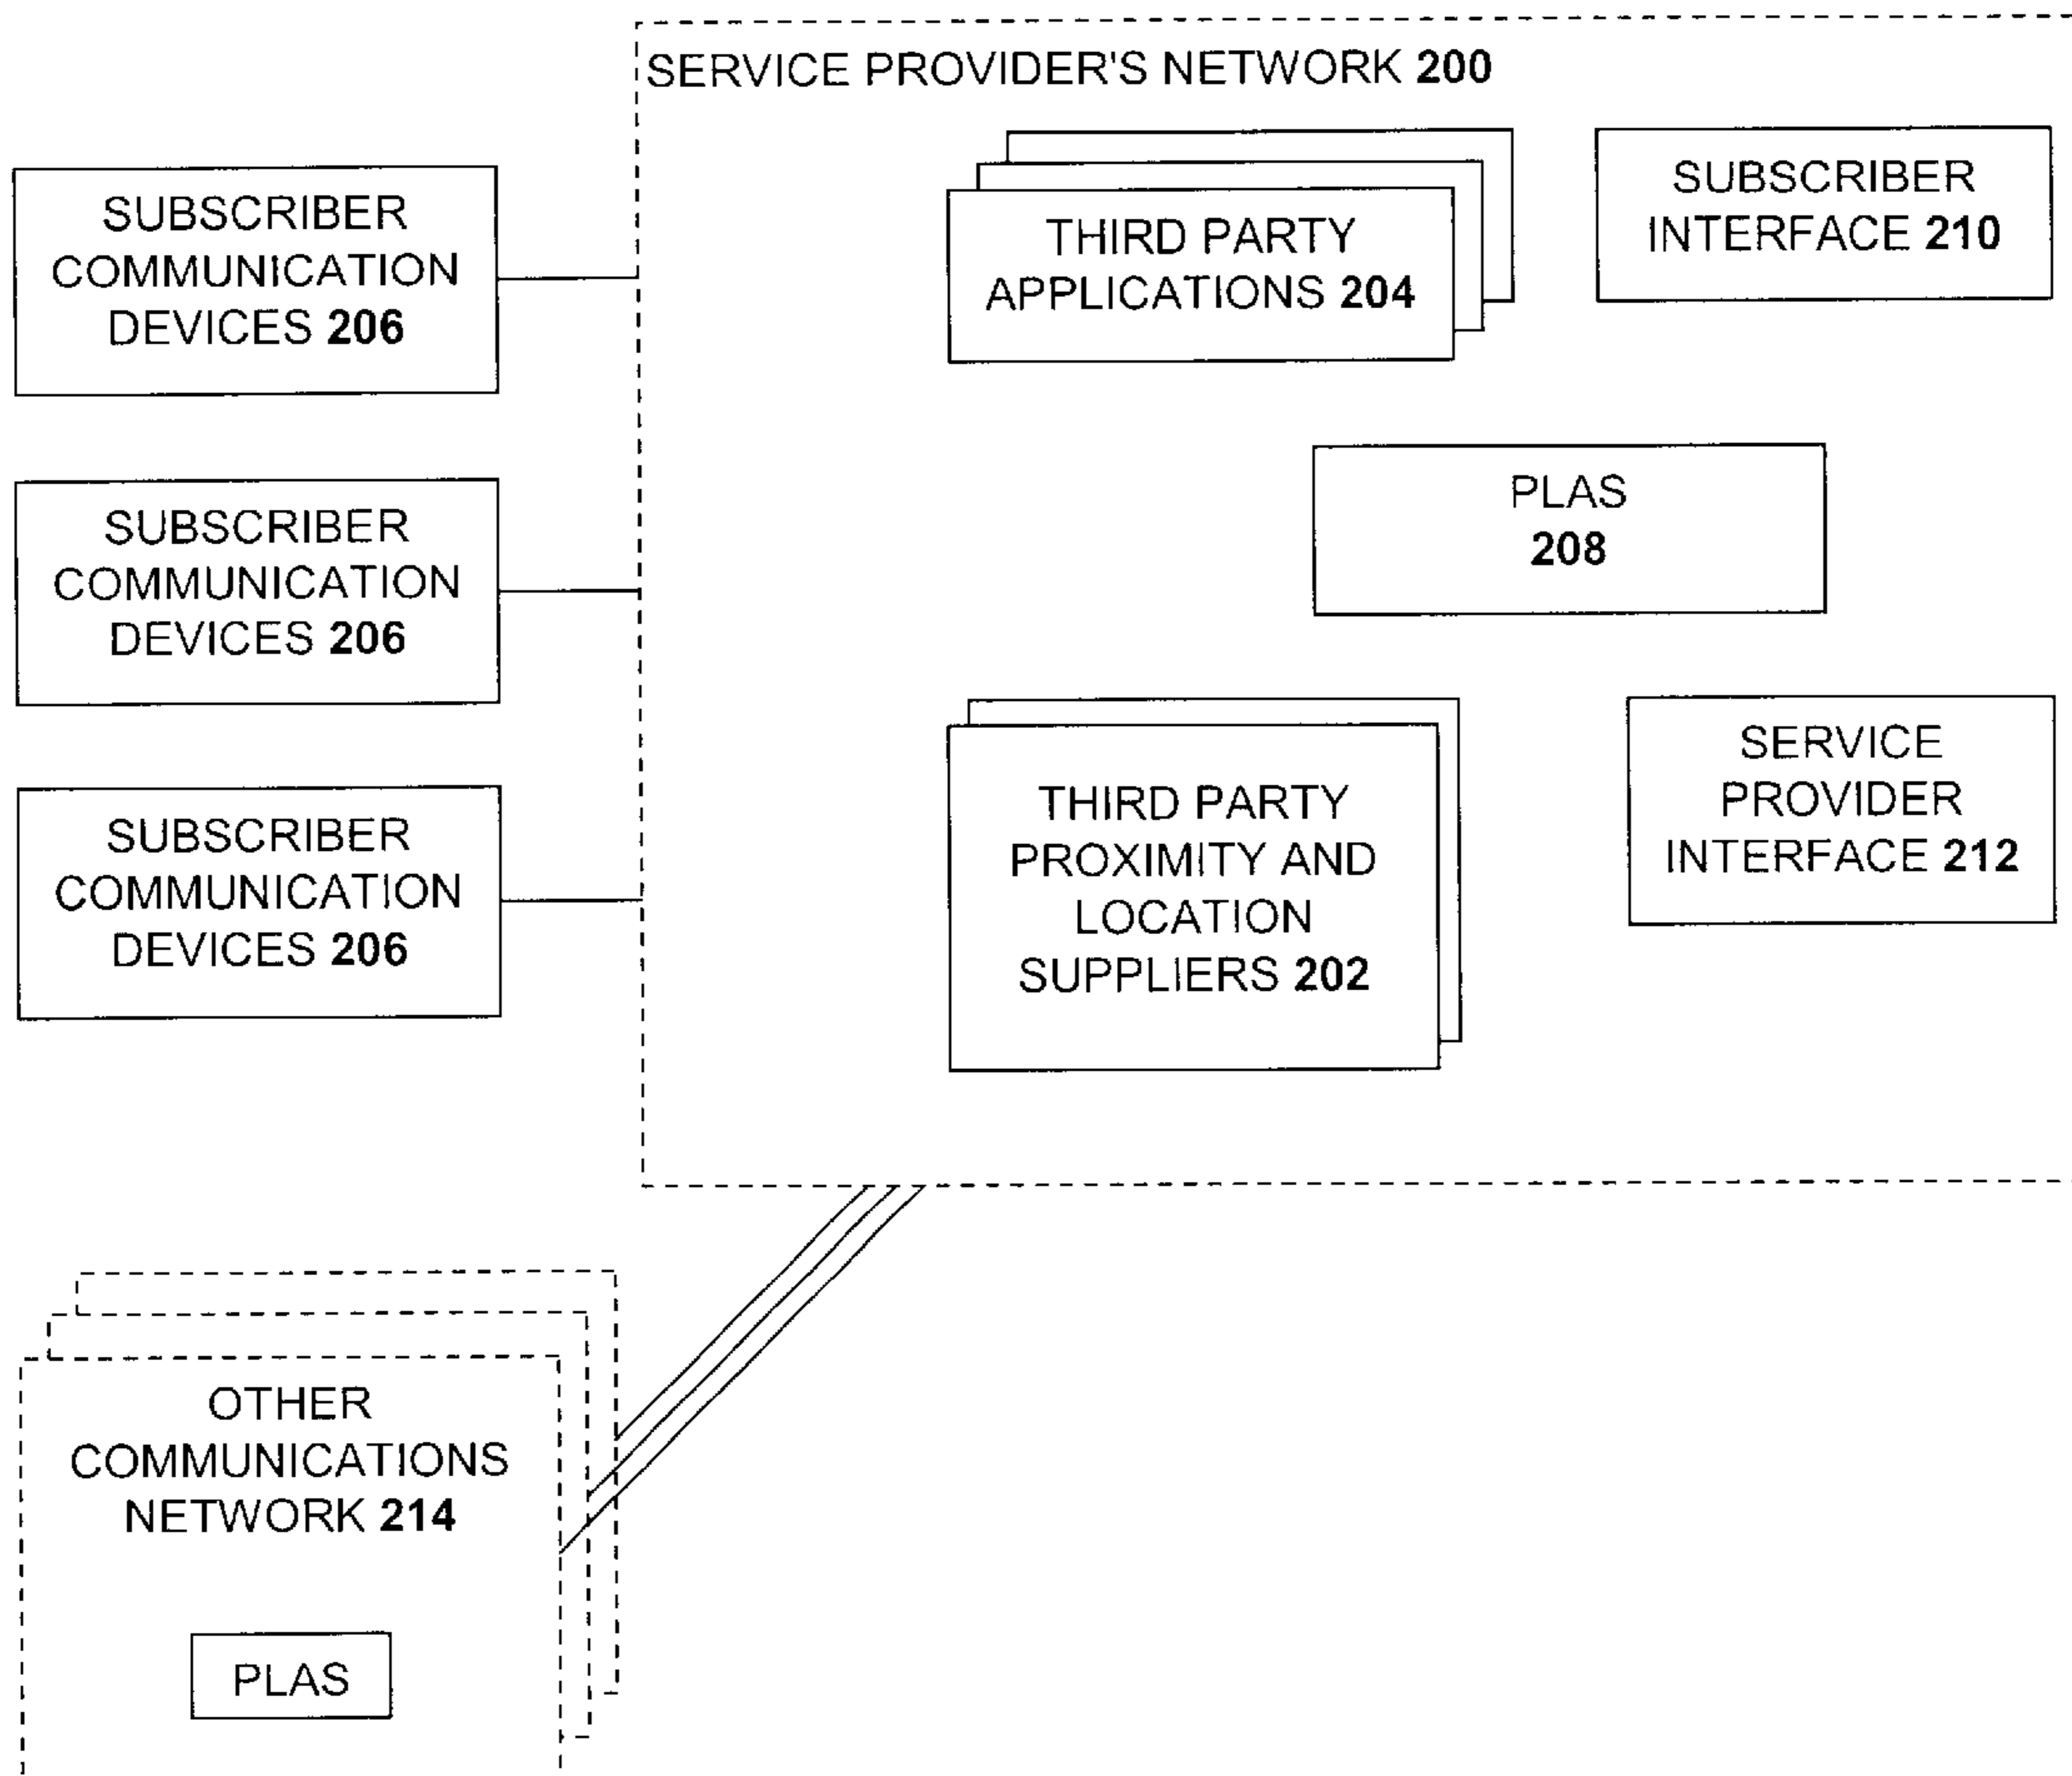 SERVICE PROVIDER'S NETWORK 200
SUBSCRIBER
COMMUNICATION
DEVICES 206
THIRD PARTY
APPLICATIONS 204
SUBSCRIBER
INTERFACE 210
SUBSCRIBER
COMMUNICATION
DEVICES 206
PLAS
208
SUBSCRIBER
COMMUNICATION
DEVICES 206
THIRD PARTY
PROXIMITY AND
LOCATION
SUPPLIERS 202
SERVICE
PROVIDER
INTERFACE 212
OTHER
COMMUNICATIONS
NETWORK 214
PLAS